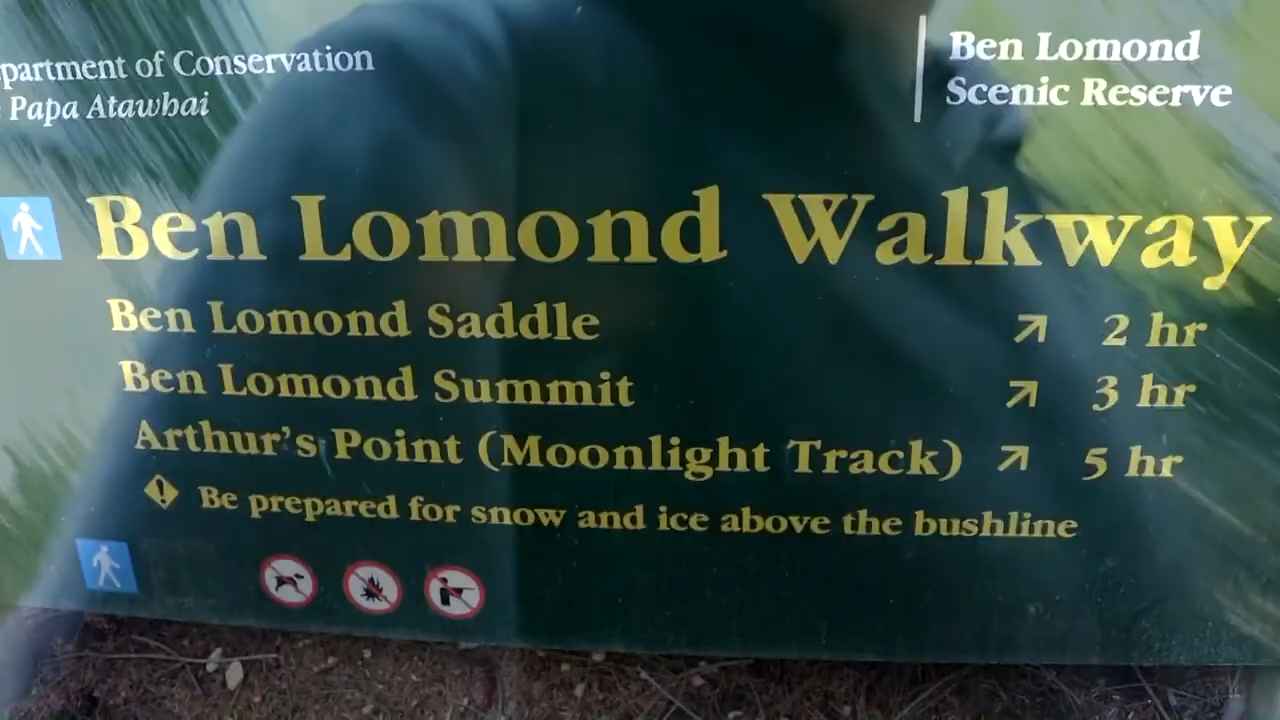 partment of Conservation
Papa Atawhai
Ben Lomond
Scenic Reserve
Ben Lomond Walkway
Ben Lomond Saddle ↗ 2 hr
Ben Lomond Summit ↗ 3 hr
Arthur's Point (Moonlight Track) ↗ 5 hr
Be prepared for snow and ice above the bushline